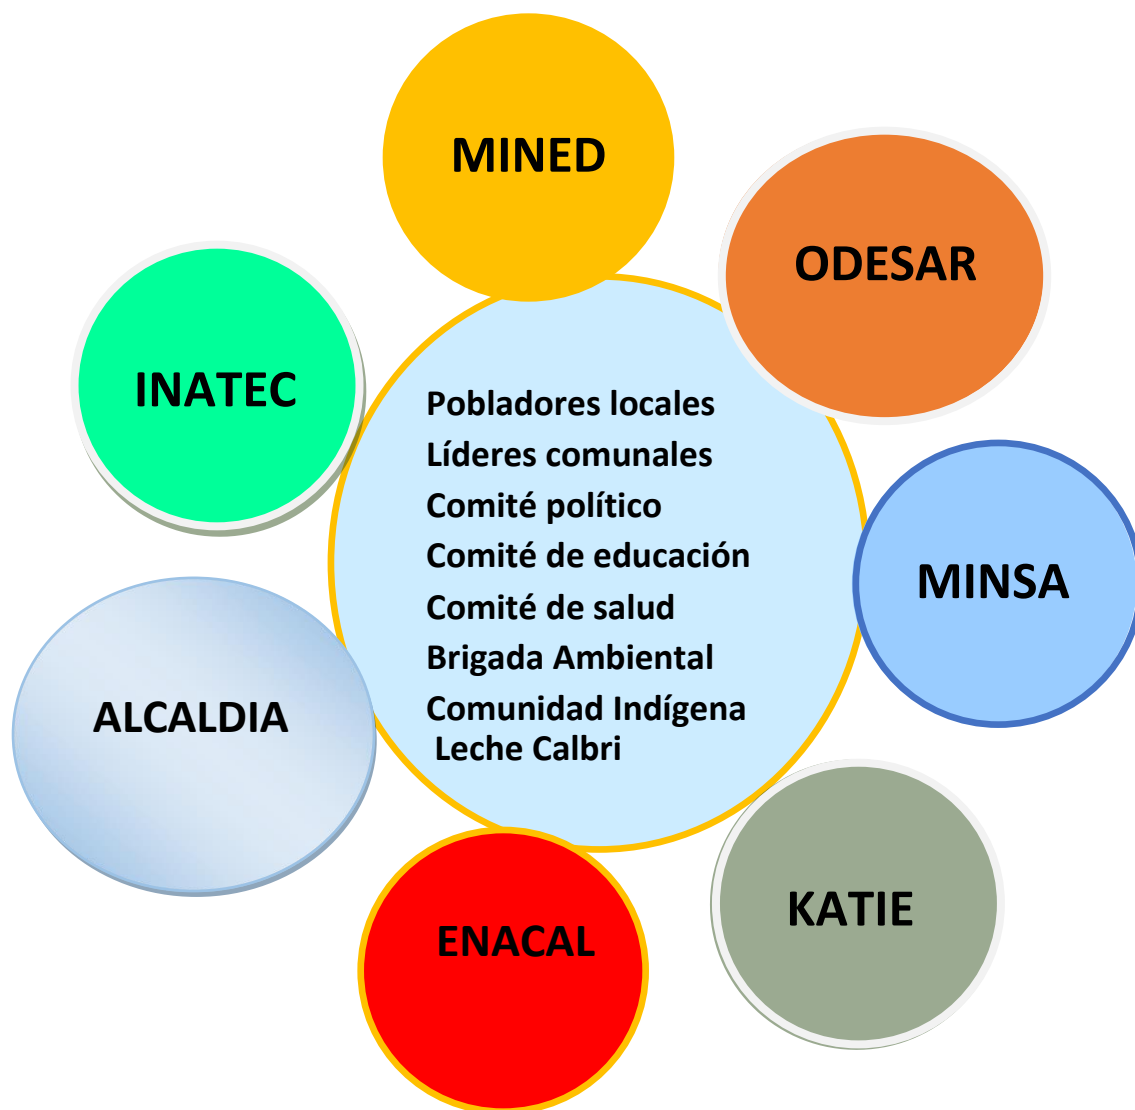 MINED
ODESAR
INATEC
Pobladores locales
Líderes comunales
Comité político
Comité de educación
Comité de salud
Brigada Ambiental
Comunidad Indígena
Leche Calbri
MINSA
ALCALDIA
KATIE
ENACAL